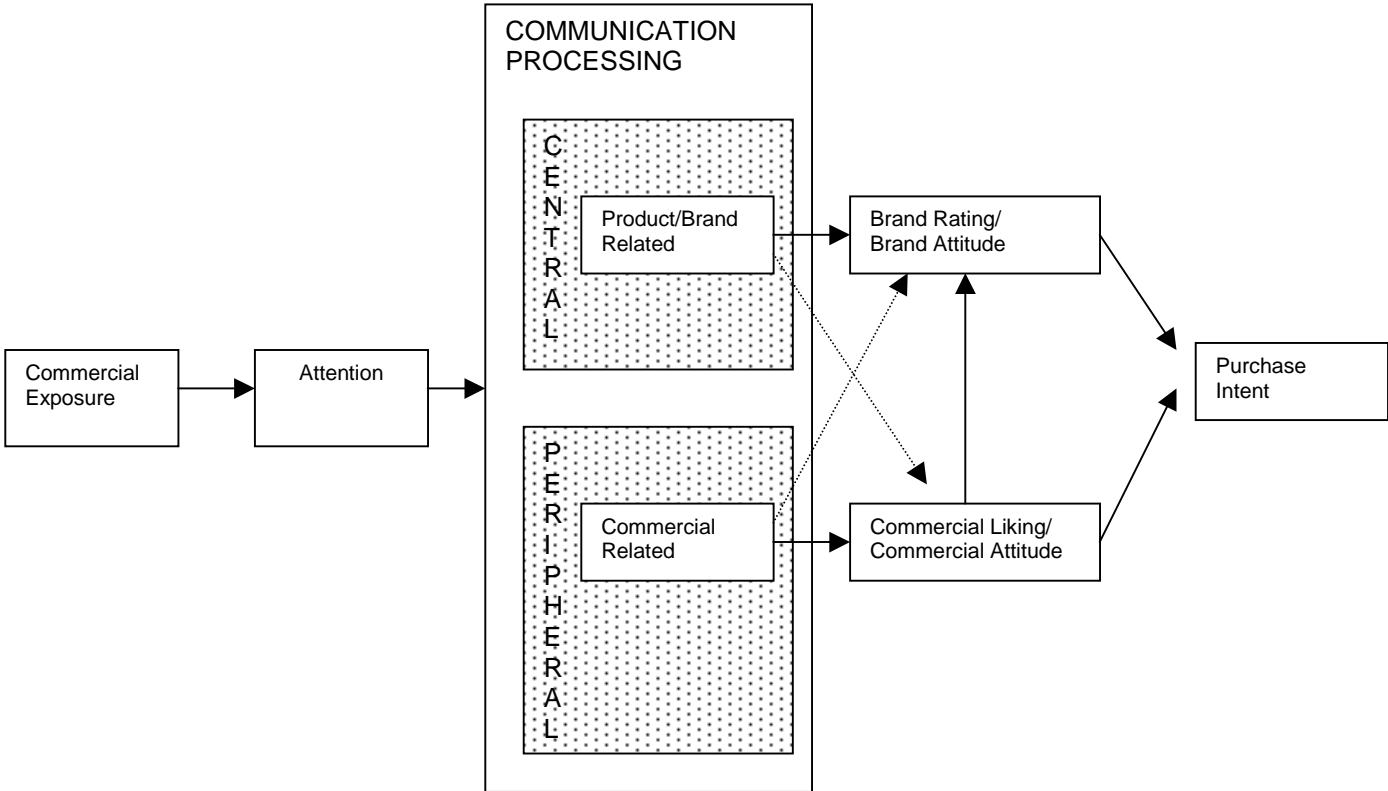 COMMUNICATION
PROCESSING
CENTRAL
Product/Brand
Related
Brand Rating/
Brand Attitude
Commercial
Exposure
Attention
Purchase
Intent
PERIPHERAL
Commercial
Related
Commercial Liking/
Commercial Attitude